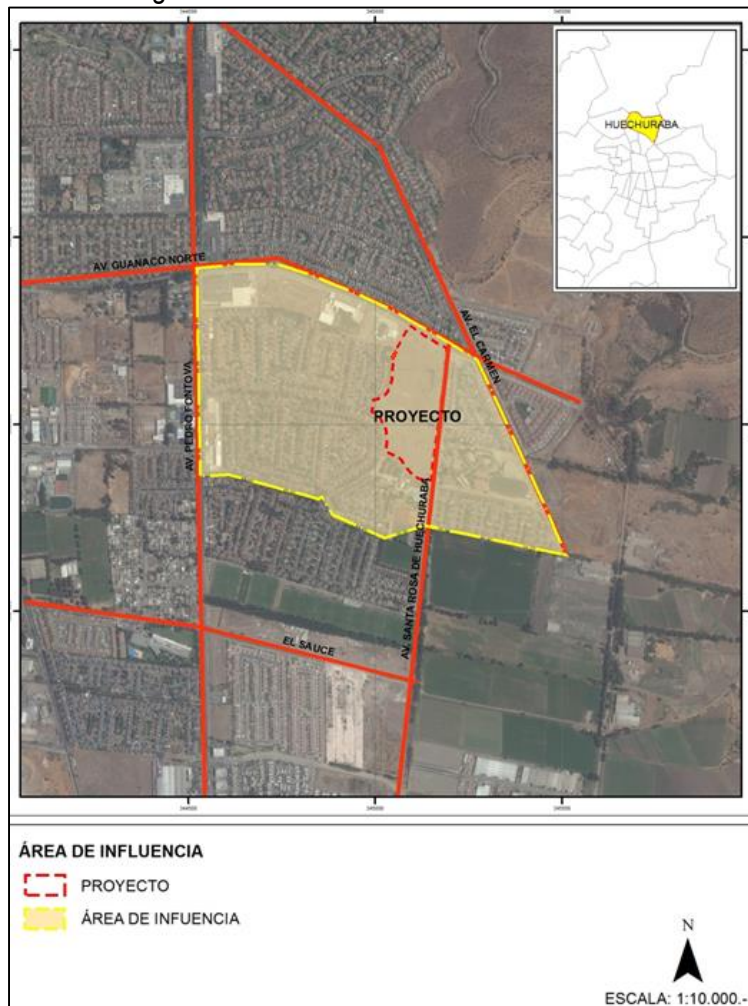 HUECHURABA
AV. GUANACO NORTE
AV. EL CARMEN
AV. PEDRO FONTOVA
PROYECTO
AV. SANTA ROSA DE HUECHURABA
EL SAUCE
ÁREA DE INFLUENCIA
PROYECTO
ÁREA DE INFUENCIA
N
ESCALA: 1:10.000.-